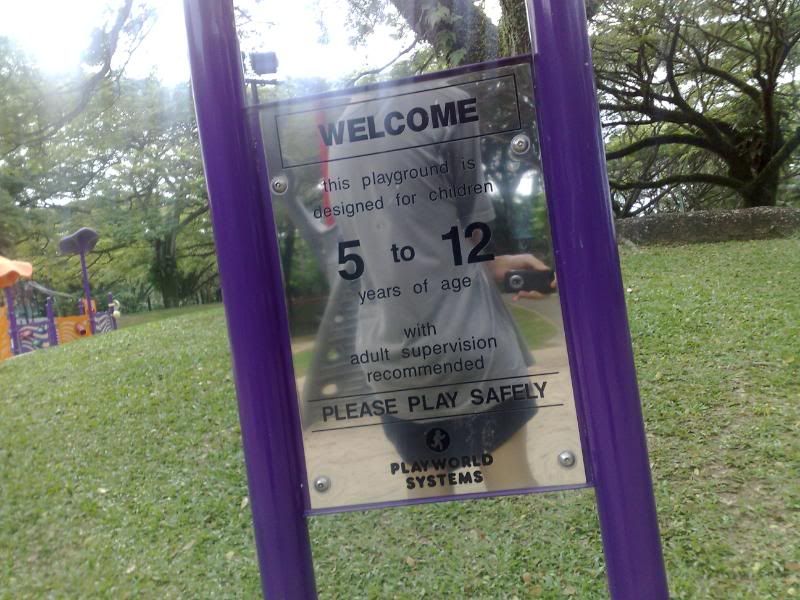 WELCOME
this playground is
designed for children
5 to 12
years of age
with
adult supervision
recommended
PLEASE PLAY SAFELY
PLAYWORLD
SYSTEMS